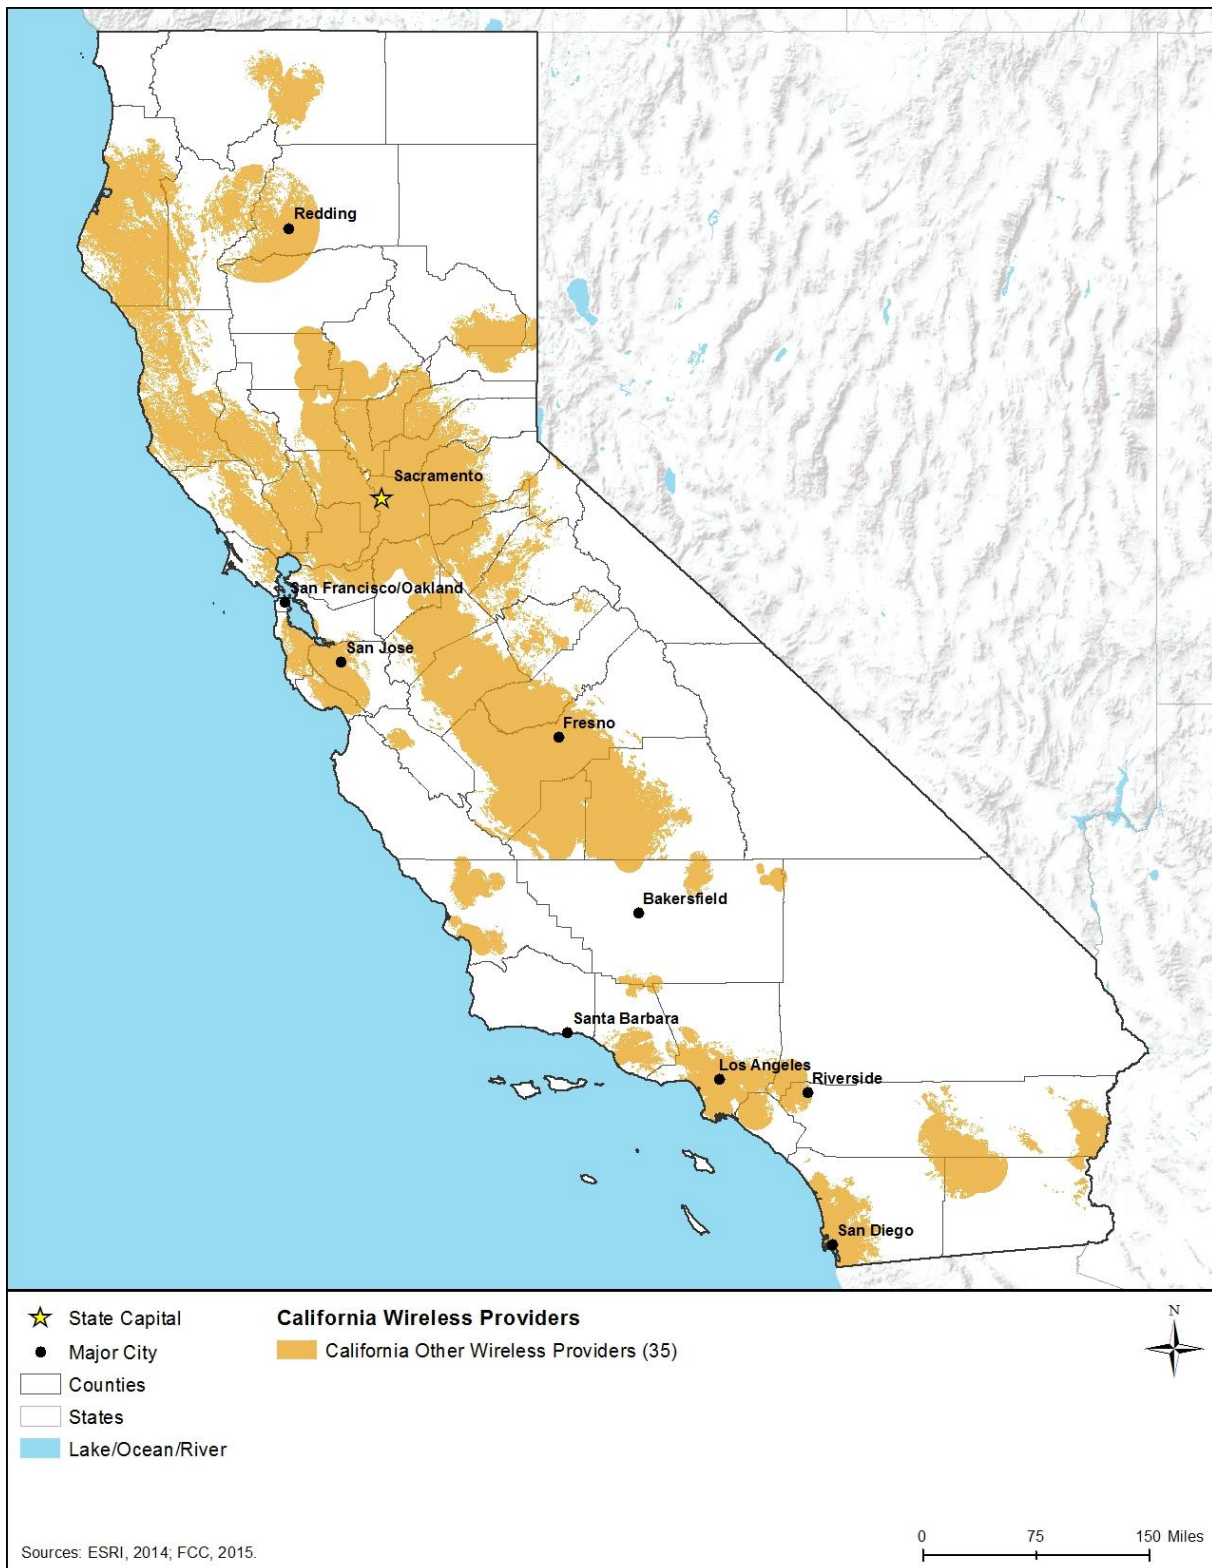 Redding
Sacramento
San Francisco/Oakland
San Jose
Fresno
Bakersfield
Santa Barbara
Los Angeles
Riverside
San Diego
State Capital
Major City
Counties
States
Lake/Ocean/River
California Wireless Providers
California Other Wireless Providers (35)
N
0 75 150 Miles
Sources: ESRI, 2014; FCC, 2015.